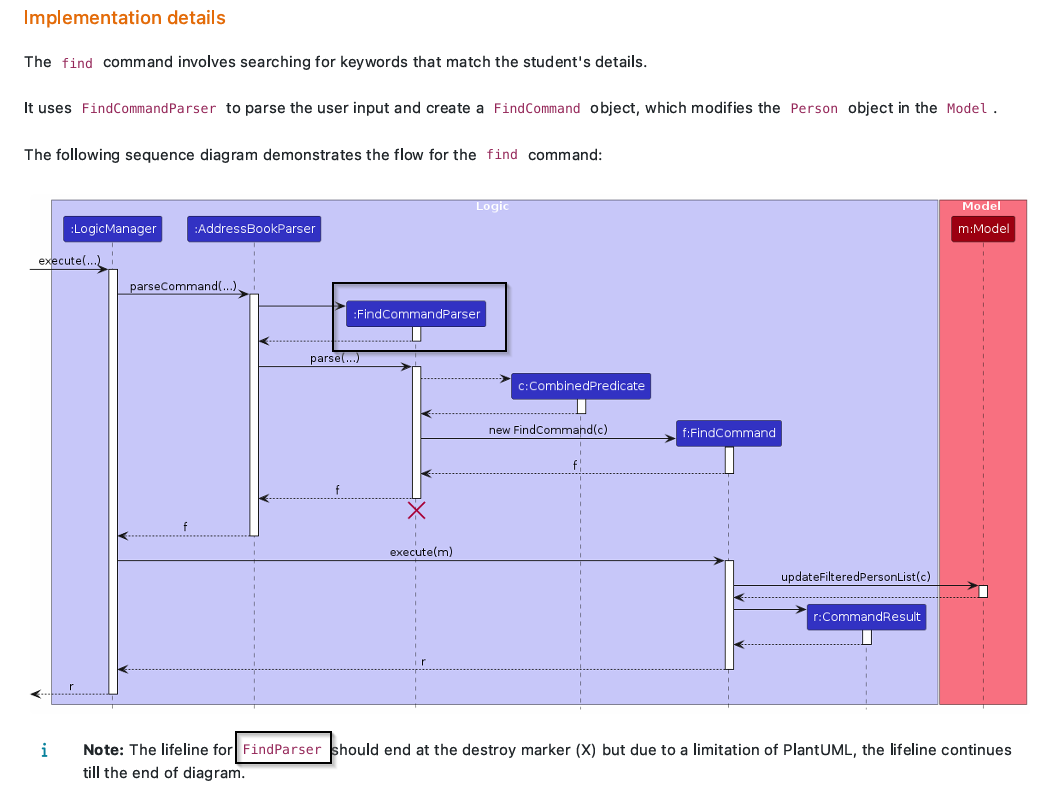 Implementation details
The find command involves searching for keywords that match the student's details.
It uses FindCommandParser to parse the user input and create a FindCommand object, which modifies the Person object in the Model .
The following sequence diagram demonstrates the flow for the find command:
Logic
Model
:LogicManager
:AddressBookParser
m:Model
execute(...)
parseCommand(...)
:FindCommandParser
parse(...)
c:CombinedPredicate
new FindCommand(c)
f:FindCommand
f
f
f
execute(m)
updateFilteredPersonList(c)
r:CommandResult
r
r
i
Note: The lifeline for FindParser should end at the destroy marker (X) but due to a limitation of PlantUML, the lifeline continues
till the end of diagram.